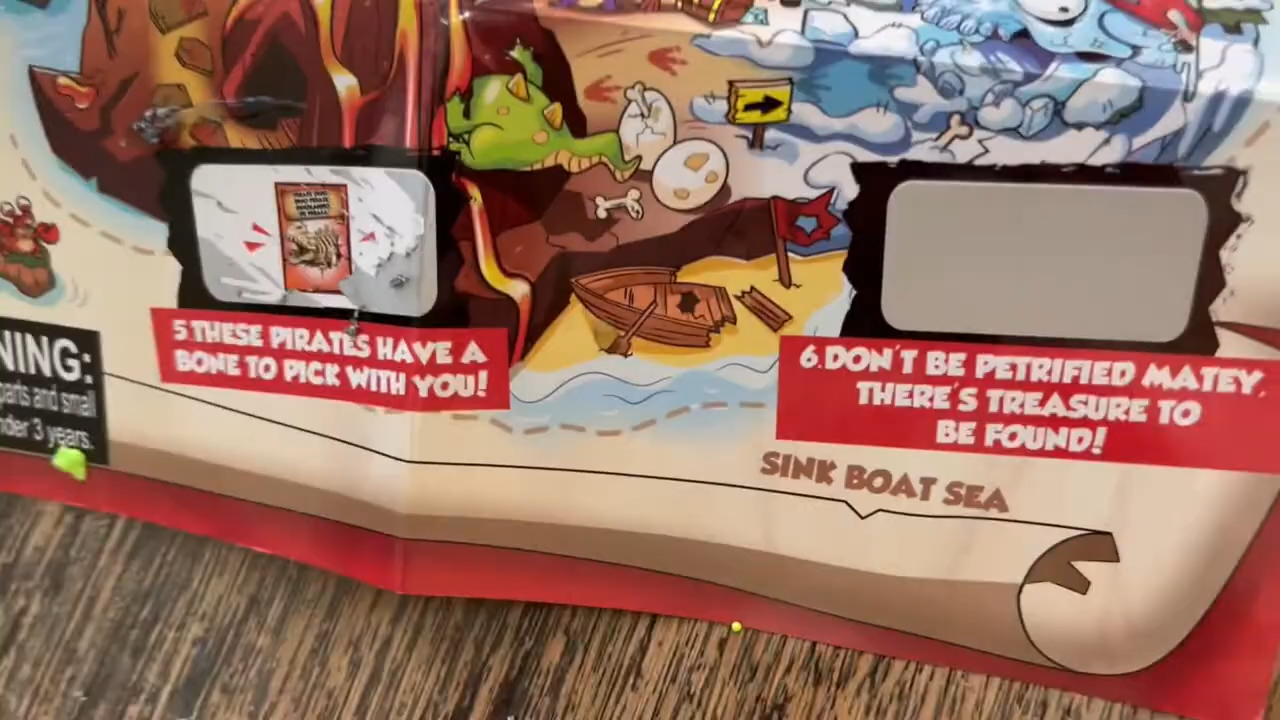 5 THESE PIRATES HAVE A
BONE TO PICK WITH YOU!
6.DON'T BE PETRIFIED MATEY,
THERE'S TREASURE TO
BE FOUND!
NING:
parts and small
nder 3 years.
SINK BOAT SEA